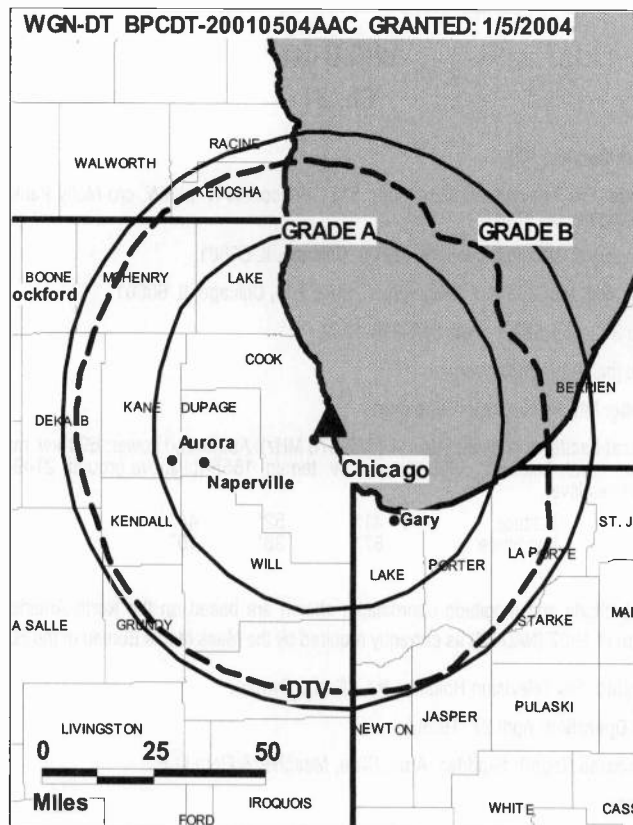 WGN-DT BPCDT-20010504AAC GRANTED: 1/5/2004
RACINE
WALWORTH
KENOSHA
GRADE A
GRADE B
BOONE
MCHENRY
LAKE
ockford
COOK
BERRIEN
DEKALB
KANE
DUPAGE
Aurora
Naperville
Chicago
KENDALL
Gary
ST. J
WILL
LAKE
PORTER
LA PORTE
A SALLE
GRUNDY
STARKE
MA
DTV
PULASKI
LIVINGSTON
NEWTON
JASPER
0 25 50
Miles
IROQUOIS
WHITE
CASS
FORD